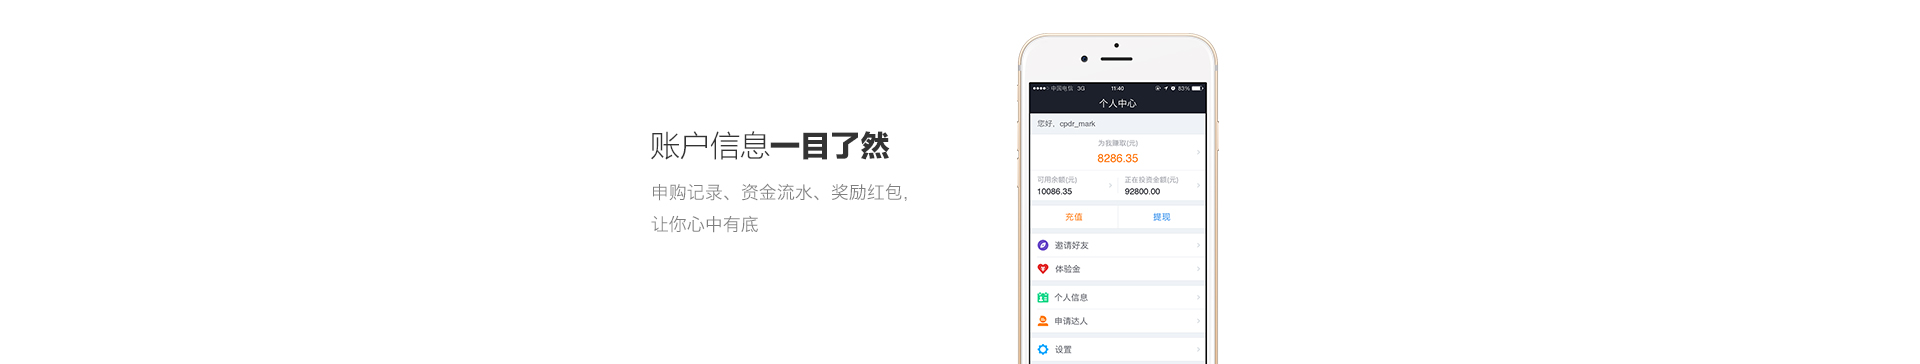 账户信息一目了然
申购记录、资金流水、奖励红包，
让你心中有底
中国电信 3G 11:40 83%
个人中心
您好，cpdr_mark
为我赚取(元)
8286.35
可用余额(元) 正在投资金额(元)
10086.35 92800.00
充值 提现
邀请好友
体验金
个人信息
申请达人
设置